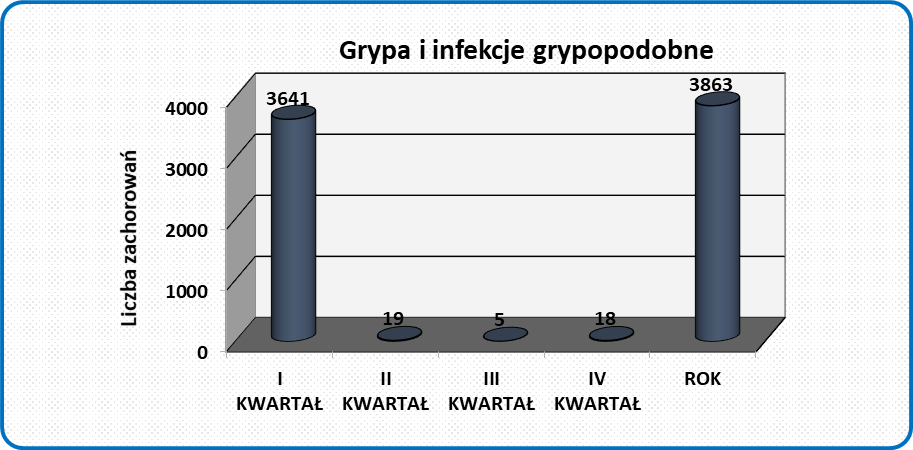 Grypa i infekcje grypopodobne
Liczba zachorowań
4000
3000
2000
1000
0
3641
19
5
18
3863
I KWARTAŁ
II KWARTAŁ
III KWARTAŁ
IV KWARTAŁ
ROK